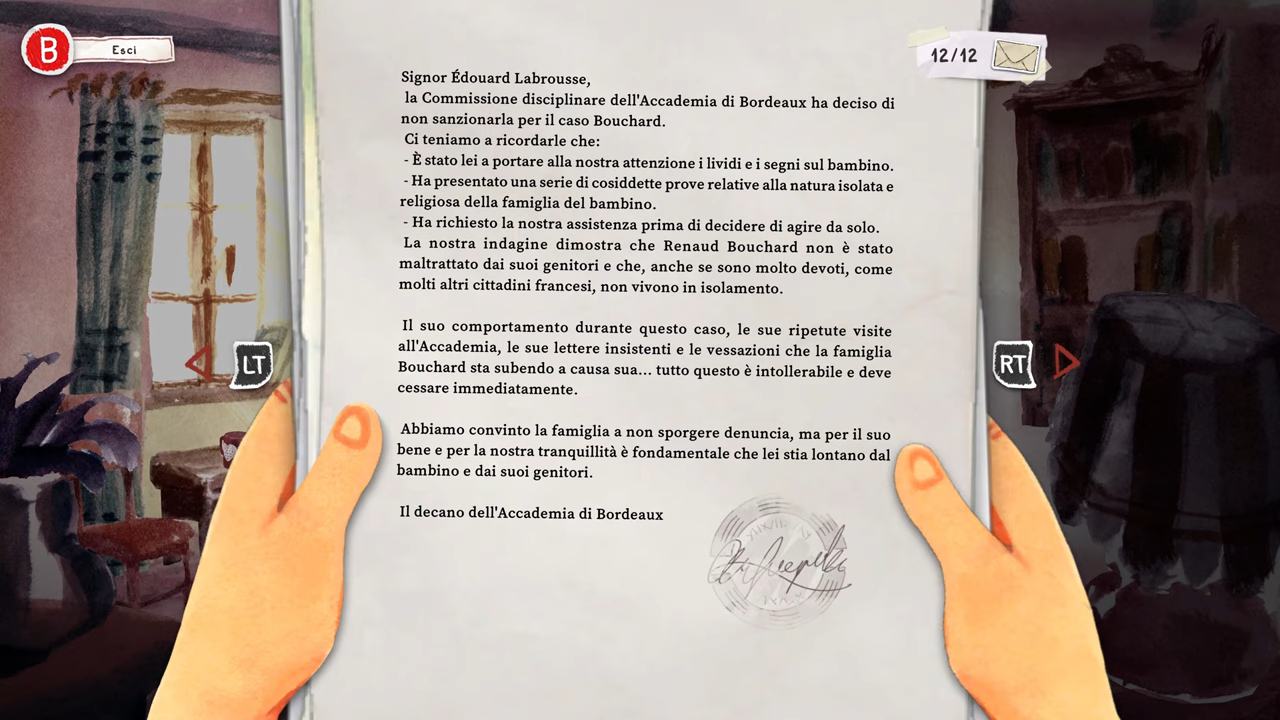 B
Esci
12/12
Signor Édouard Labrousse,
la Commissione disciplinare dell'Accademia di Bordeaux ha deciso di
non sanzionarla per il caso Bouchard.
Ci teniamo a ricordarle che:
- È stato lei a portare alla nostra attenzione i lividi e i segni sul bambino.
- Ha presentato una serie di cosiddette prove relative alla natura isolata e
religiosa della famiglia del bambino.
- Ha richiesto la nostra assistenza prima di decidere di agire da solo.
La nostra indagine dimostra che Renaud Bouchard non è stato
maltrattato dai suoi genitori e che, anche se sono molto devoti, come
molti altri cittadini francesi, non vivono in isolamento.
Il suo comportamento durante questo caso, le sue ripetute visite
all'Accademia, le sue lettere insistenti e le vessazioni che la famiglia
Bouchard sta subendo a causa sua... tutto questo è intollerabile e deve
cessare immediatamente.
LT
RT
Abbiamo convinto la famiglia a non sporgere denuncia, ma per il suo
bene e per la nostra tranquillità è fondamentale che lei stia lontano dal
bambino e dai suoi genitori.
Il decano dell'Accademia di Bordeaux